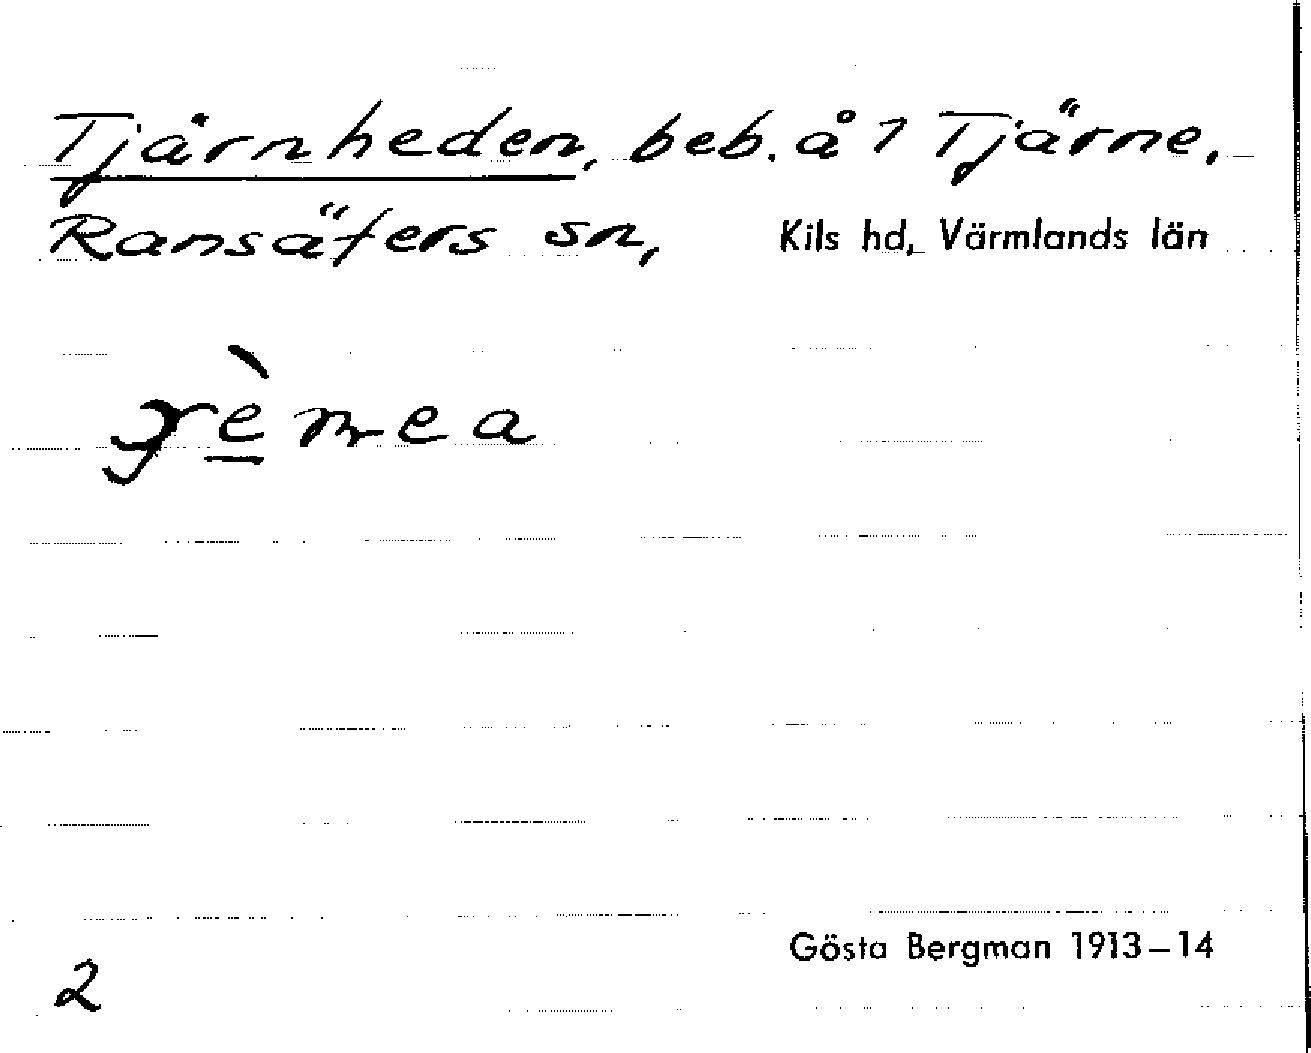 Tjärnheden, beb. å 1 Tjärne.
Ransäters sn, Kils hd, Värmlands län
Gösta Bergman 1913–14
2